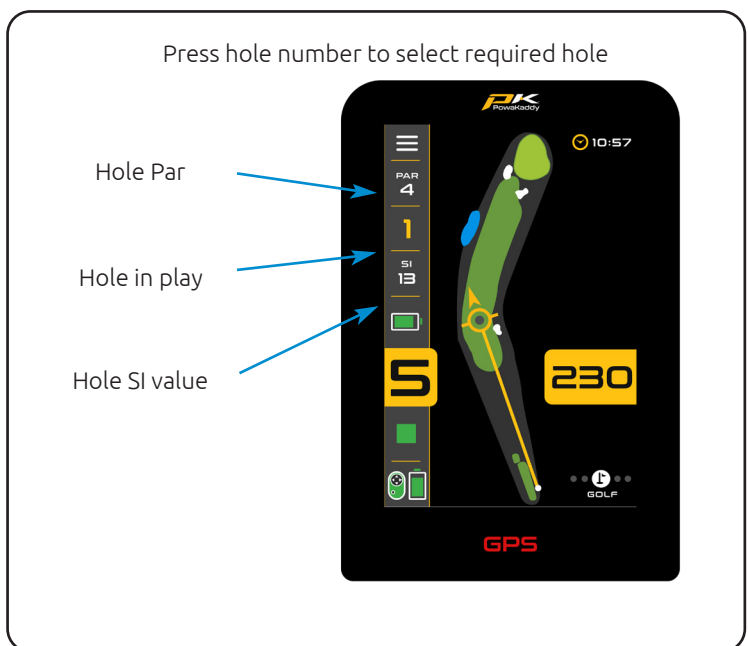 Press hole number to select required hole
PK
PowaKaddy
10:57
Hole Par
PAR
4
1
Hole in play
SI
13
Hole SI value
5
230
GOLF
GPS